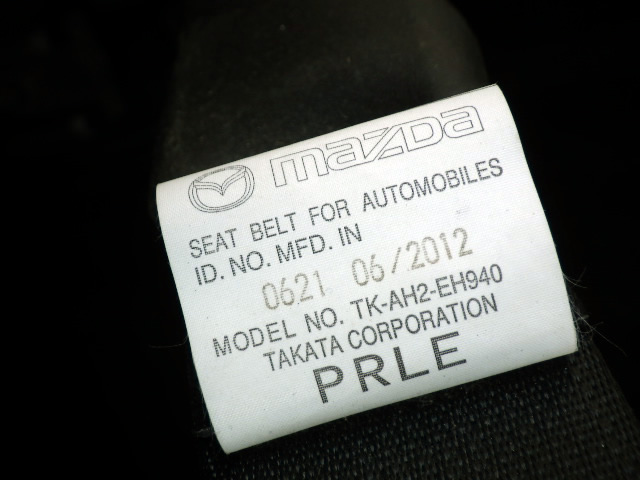 mazda
SEAT BELT FOR AUTOMOBILES
ID. NO. MFD. IN
0621 06/2012
MODEL NO. TK-AH2-EH940
TAKATA CORPORATION
PRLE